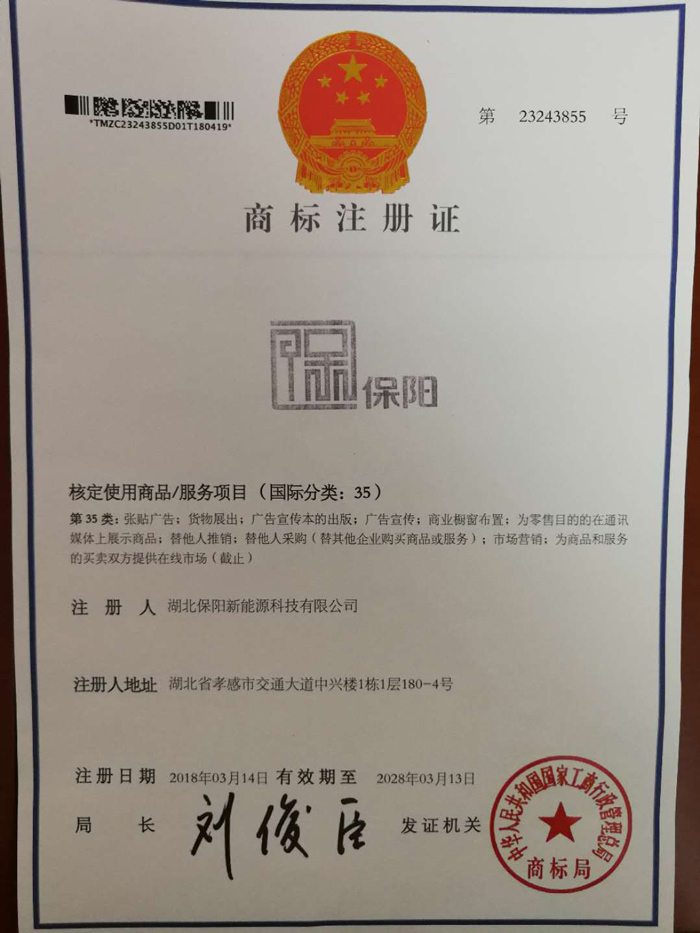 *TMZC23243855D01T180419*
第 23243855 号
商标注册证
保阳
核定使用商品/服务项目（国际分类：35）
第 35 类：张贴广告；货物展出；广告宣传本的出版；广告宣传；商业橱窗布置；为零售目的的在通讯
媒体上展示商品；替他人推销；替他人采购（替其他企业购买商品或服务）；市场营销；为商品和服务
的买卖双方提供在线市场（截止）
注 册 人 湖北保阳新能源科技有限公司
注册人地址 湖北省孝感市交通大道中兴楼1栋1层180-4号
注册日期 2018年03月14日 有效期至 2028年03月13日
局 长 刘俊臣 发证机关
中华人民共和国国家工商行政管理总局
商标局